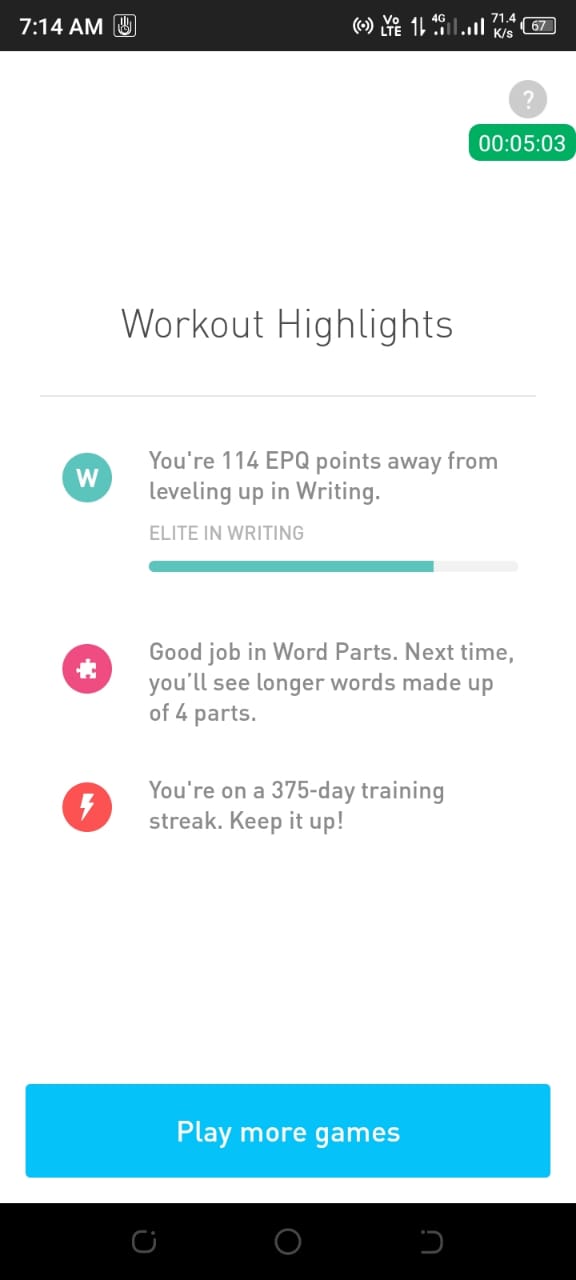 7:14 AM
Vo LTE 4G 71.4 K/s 67
?
00:05:03
Workout Highlights
W
You're 114 EPQ points away from
leveling up in Writing.
ELITE IN WRITING
Good job in Word Parts. Next time,
you'll see longer words made up
of 4 parts.
You're on a 375-day training
streak. Keep it up!
Play more games